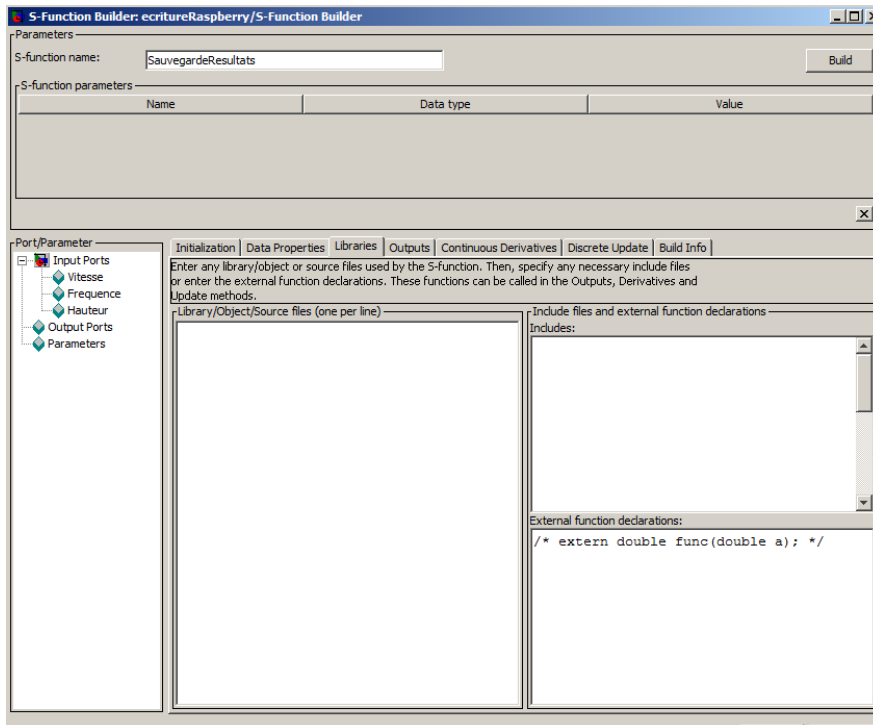 S-Function Builder: ecritureRaspberry/S-Function Builder
Parameters
S-function name:
SauvegardeResultats
Build
S-function parameters
Name
Data type
Value
Port/Parameter
Input Ports
Vitesse
Frequence
Hauteur
Output Ports
Parameters
Initialization
Data Properties
Libraries
Outputs
Continuous Derivatives
Discrete Update
Build Info
Enter any library/object or source files used by the S-function. Then, specify any necessary include files
or enter the external function declarations. These functions can be called in the Outputs, Derivatives and
Update methods.
Library/Object/Source files (one per line)
Include files and external function declarations
Includes:
External function declarations:
/* extern double func(double a); */